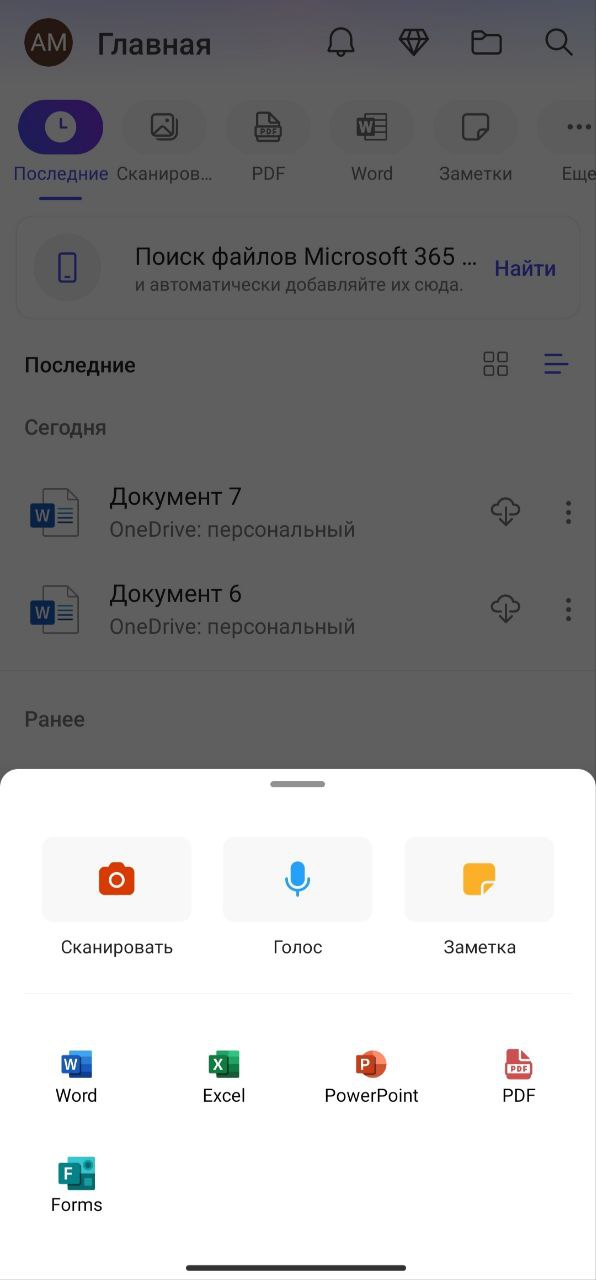 AM
Главная
Последние
Сканиров...
PDF
Word
Заметки
Еще
Поиск файлов Microsoft 365 ...
и автоматически добавляйте их сюда.
Найти
Последние
Сегодня
Документ 7
OneDrive: персональный
Документ 6
OneDrive: персональный
Ранее
Сканировать
Голос
Заметка
Word
Excel
PowerPoint
PDF
Forms